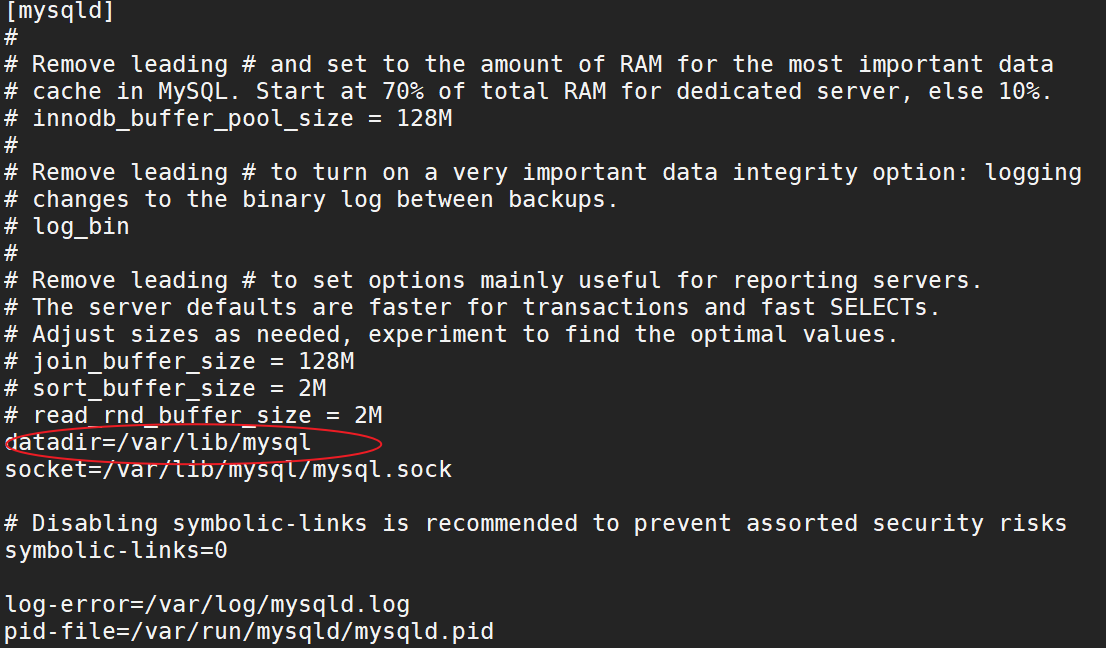 [mysqld]
#
# Remove leading # and set to the amount of RAM for the most important data
# cache in MySQL. Start at 70% of total RAM for dedicated server, else 10%.
# innodb_buffer_pool_size = 128M
#
# Remove leading # to turn on a very important data integrity option: logging
# changes to the binary log between backups.
# log_bin
#
# Remove leading # to set options mainly useful for reporting servers.
# The server defaults are faster for transactions and fast SELECTs.
# Adjust sizes as needed, experiment to find the optimal values.
# join_buffer_size = 128M
# sort_buffer_size = 2M
# read_rnd_buffer_size = 2M
datadir=/var/lib/mysql
socket=/var/lib/mysql/mysql.sock

# Disabling symbolic-links is recommended to prevent assorted security risks
symbolic-links=0

log-error=/var/log/mysqld.log
pid-file=/var/run/mysqld/mysqld.pid